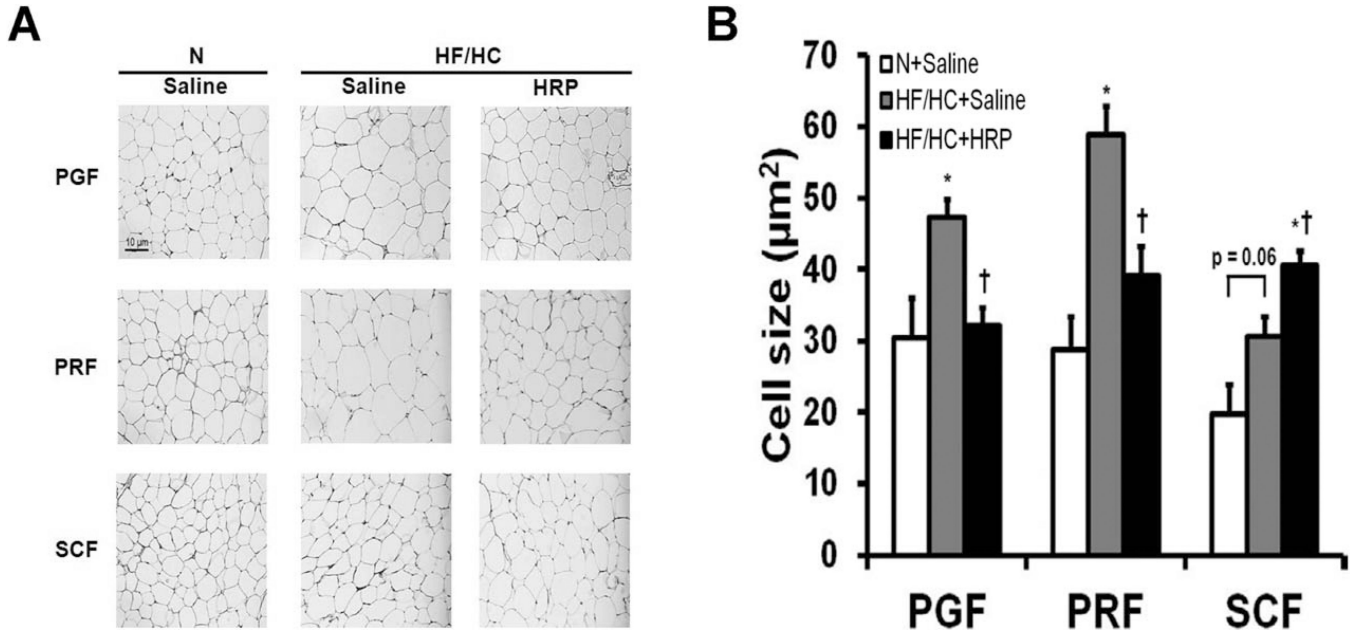 A
N
HF/HC
Saline
Saline
HRP
PGF
10 μm
PRF
SCF
B
Cell size (μm²)
70
60
50
40
30
20
10
0
N+Saline
HF/HC+Saline
HF/HC+HRP
*
†
*
†
p = 0.06
*†
PGF
PRF
SCF